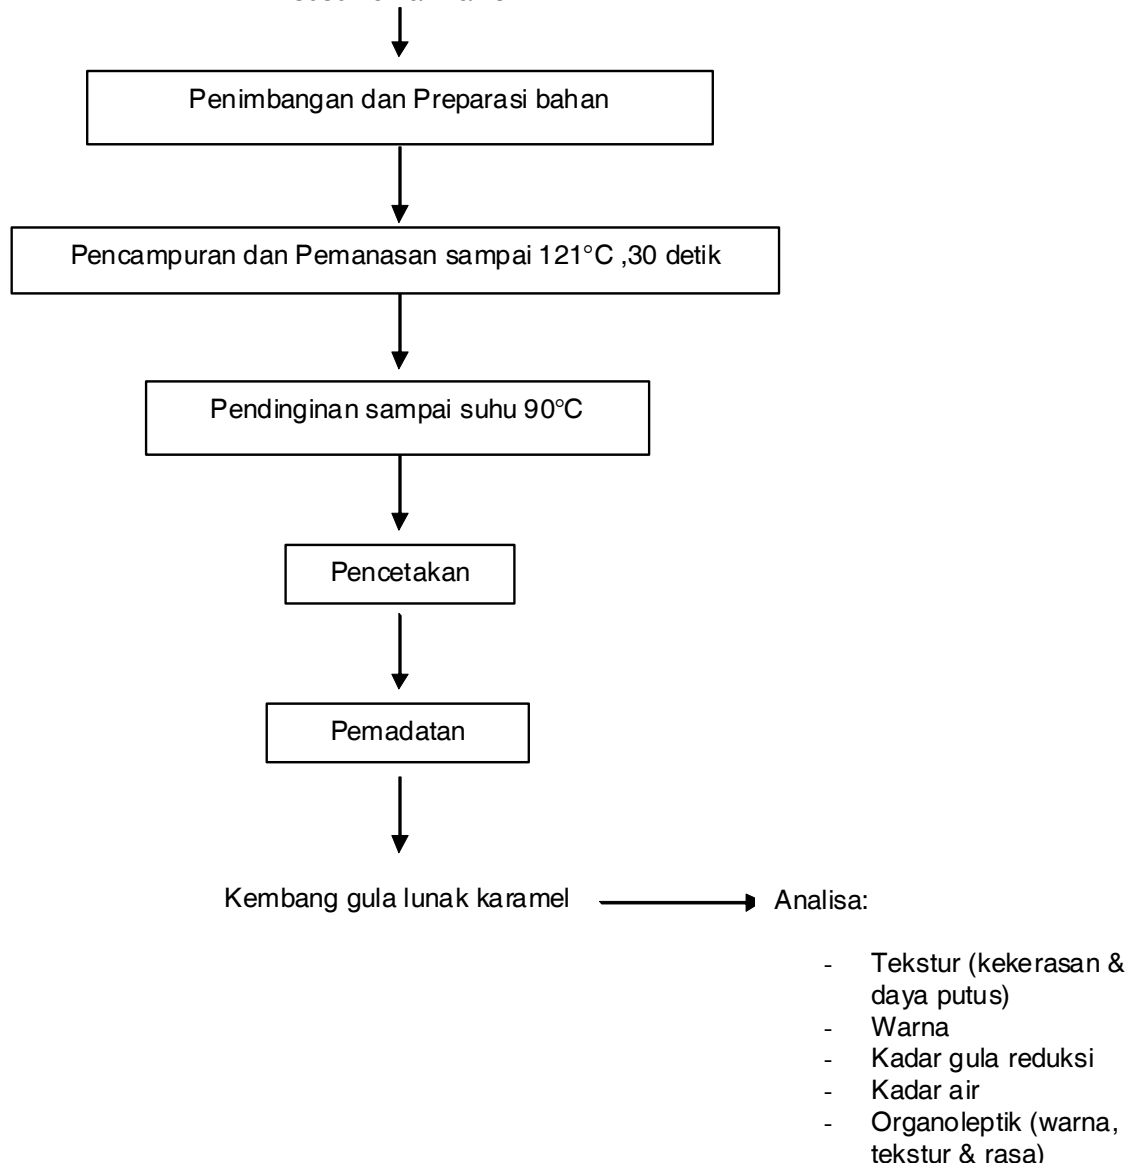 Penimbangan dan Preparasi bahan
Pencampuran dan Pemanasan sampai 121°C ,30 detik
Pendinginan sampai suhu 90°C
Pencetakan
Pemadatan
Kembang gula lunak karamel
Analisa:
- Tekstur (kekerasan &
daya putus)
- Warna
- Kadar gula reduksi
- Kadar air
- Organoleptik (warna,
tekstur & rasa)